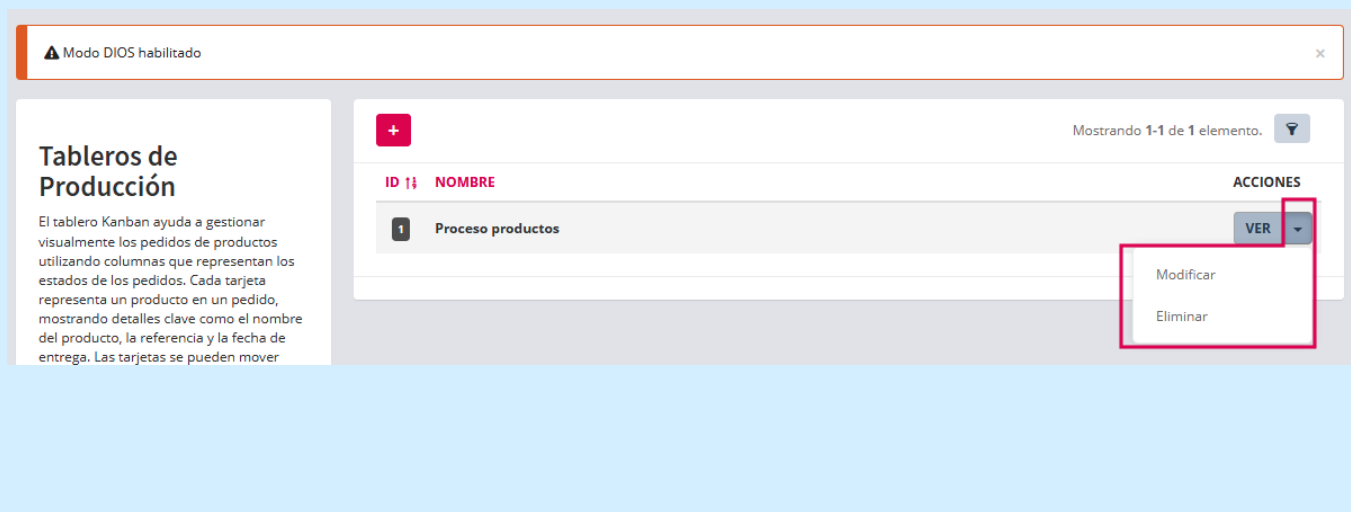 Modo DIOS habilitado
×
Tableros de
Producción
El tablero Kanban ayuda a gestionar
visualmente los pedidos de productos
utilizando columnas que representan los
estados de los pedidos. Cada tarjeta
representa un producto en un pedido,
mostrando detalles clave como el nombre
del producto, la referencia y la fecha de
entrega. Las tarjetas se pueden mover
+
Mostrando 1-1 de 1 elemento.
ID NOMBRE ACCIONES
1 Proceso productos VER
Modificar
Eliminar